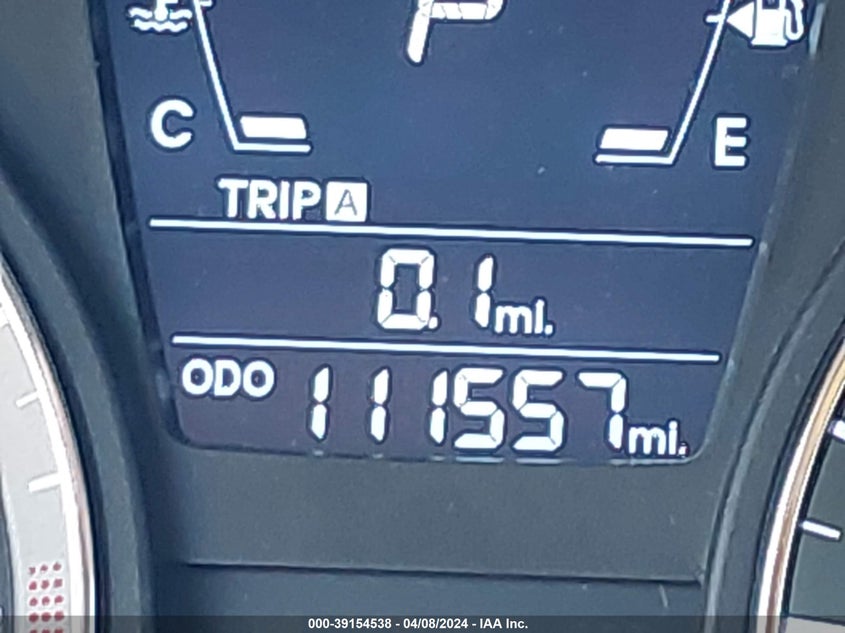 P
C E
TRIP A
0.1 mi.
ODO 111557 mi.
000-39154538 - 04/08/2024 - IAA Inc.